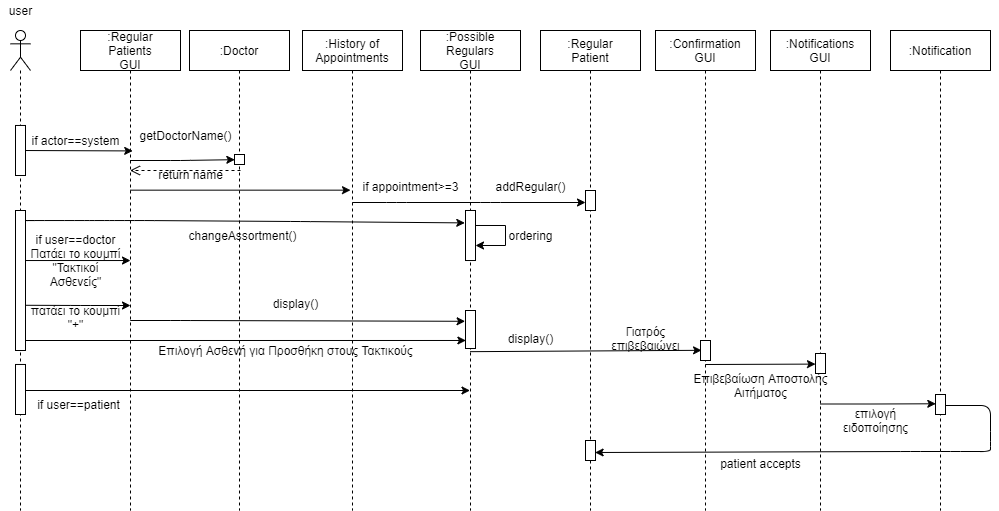 user
:Regular
Patients
GUI
:Doctor
:History of
Appointments
:Possible
Regulars
GUI
:Regular
Patient
:Confirmation
GUI
:Notifications
GUI
:Notification
if actor==system
getDoctorName()
return name
if appointment>=3
addRegular()
changeAssortment()
ordering
if user==doctor
Πατάει το κουμπί
"Τακτικοί
Ασθενείς"
πατάει το κουμπί
"+"
display()
Επιλογή Ασθενή για Προσθήκη στους Τακτικούς
display()
Γιατρός
επιβεβαιώνει
Επιβεβαίωση Αποστολης
Αιτήματος
if user==patient
επιλογή
ειδοποίησης
patient accepts